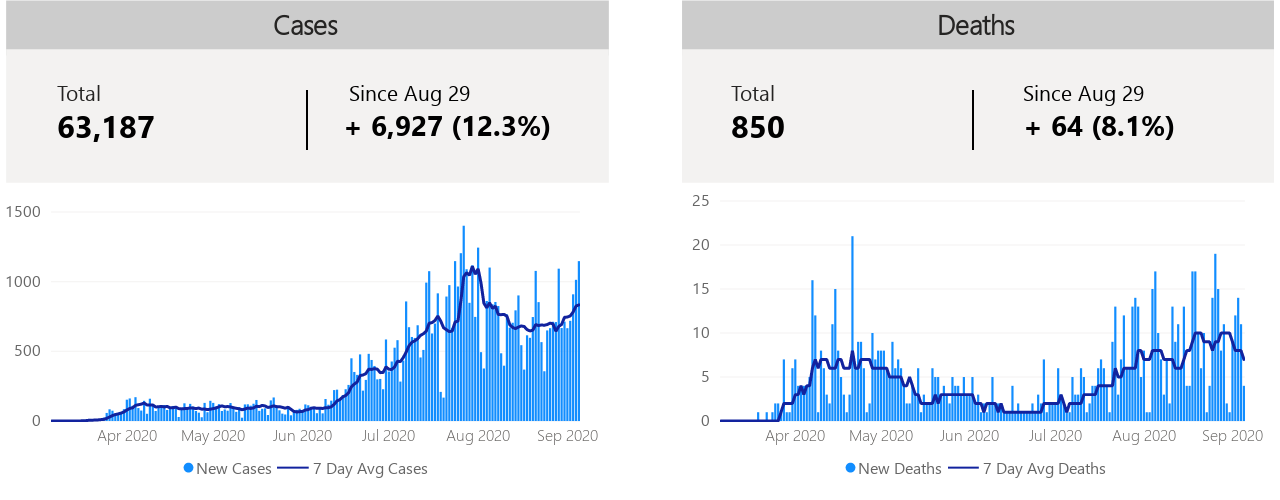 Cases
Total
63,187
Since Aug 29
+ 6,927 (12.3%)
1500
1000
500
0
Apr 2020 May 2020 Jun 2020 Jul 2020 Aug 2020 Sep 2020
New Cases 7 Day Avg Cases
Deaths
Total
850
Since Aug 29
+ 64 (8.1%)
25
20
15
10
5
0
Apr 2020 May 2020 Jun 2020 Jul 2020 Aug 2020 Sep 2020
New Deaths 7 Day Avg Deaths